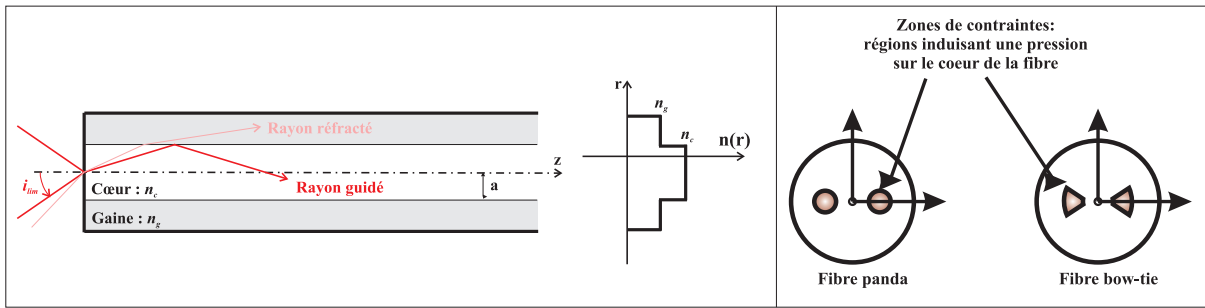 Rayon réfracté
z
Rayon guidé
i_lim
Cœur : n_c
a
Gaine : n_g
r
n_g
n_c
n(r)
Zones de contraintes:
régions induisant une pression
sur le coeur de la fibre
Fibre panda
Fibre bow-tie